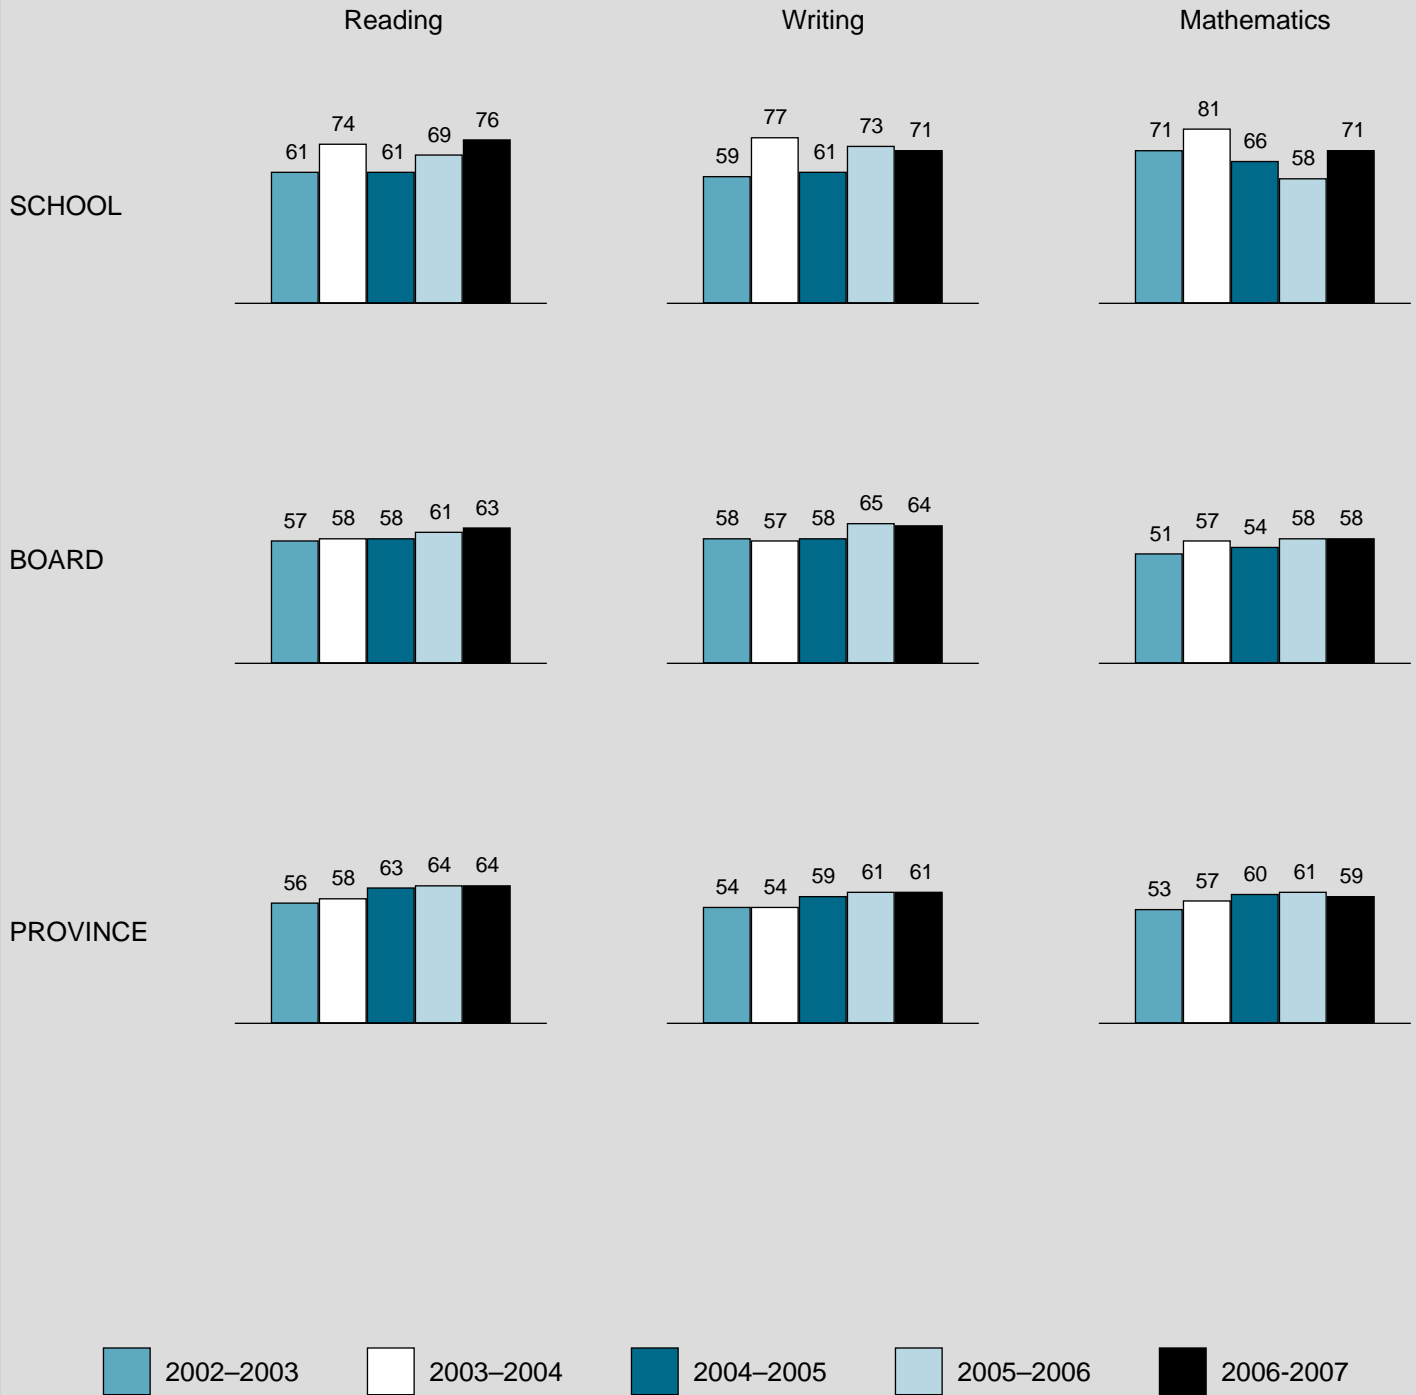 Reading Writing Mathematics
SCHOOL
61 74 61 69 76
59 77 61 73 71
71 81 66 58 71
BOARD
57 58 58 61 63
58 57 58 65 64
51 57 54 58 58
PROVINCE
56 58 63 64 64
54 54 59 61 61
53 57 60 61 59
2002–2003 2003–2004 2004–2005 2005–2006 2006-2007